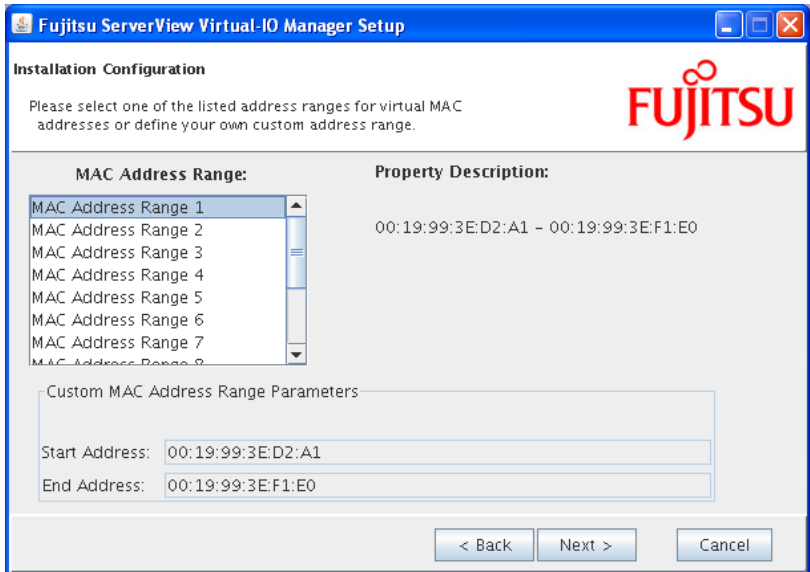 Fujitsu ServerView Virtual-IO Manager Setup
Installation Configuration
Please select one of the listed address ranges for virtual MAC
addresses or define your own custom address range.
FUJITSU
MAC Address Range:
Property Description:
MAC Address Range 1
MAC Address Range 2
MAC Address Range 3
MAC Address Range 4
MAC Address Range 5
MAC Address Range 6
MAC Address Range 7
MAC Address Range 8
00:19:99:3E:D2:A1 – 00:19:99:3E:F1:E0
Custom MAC Address Range Parameters
Start Address: 00:19:99:3E:D2:A1
End Address: 00:19:99:3E:F1:E0
< Back Next > Cancel